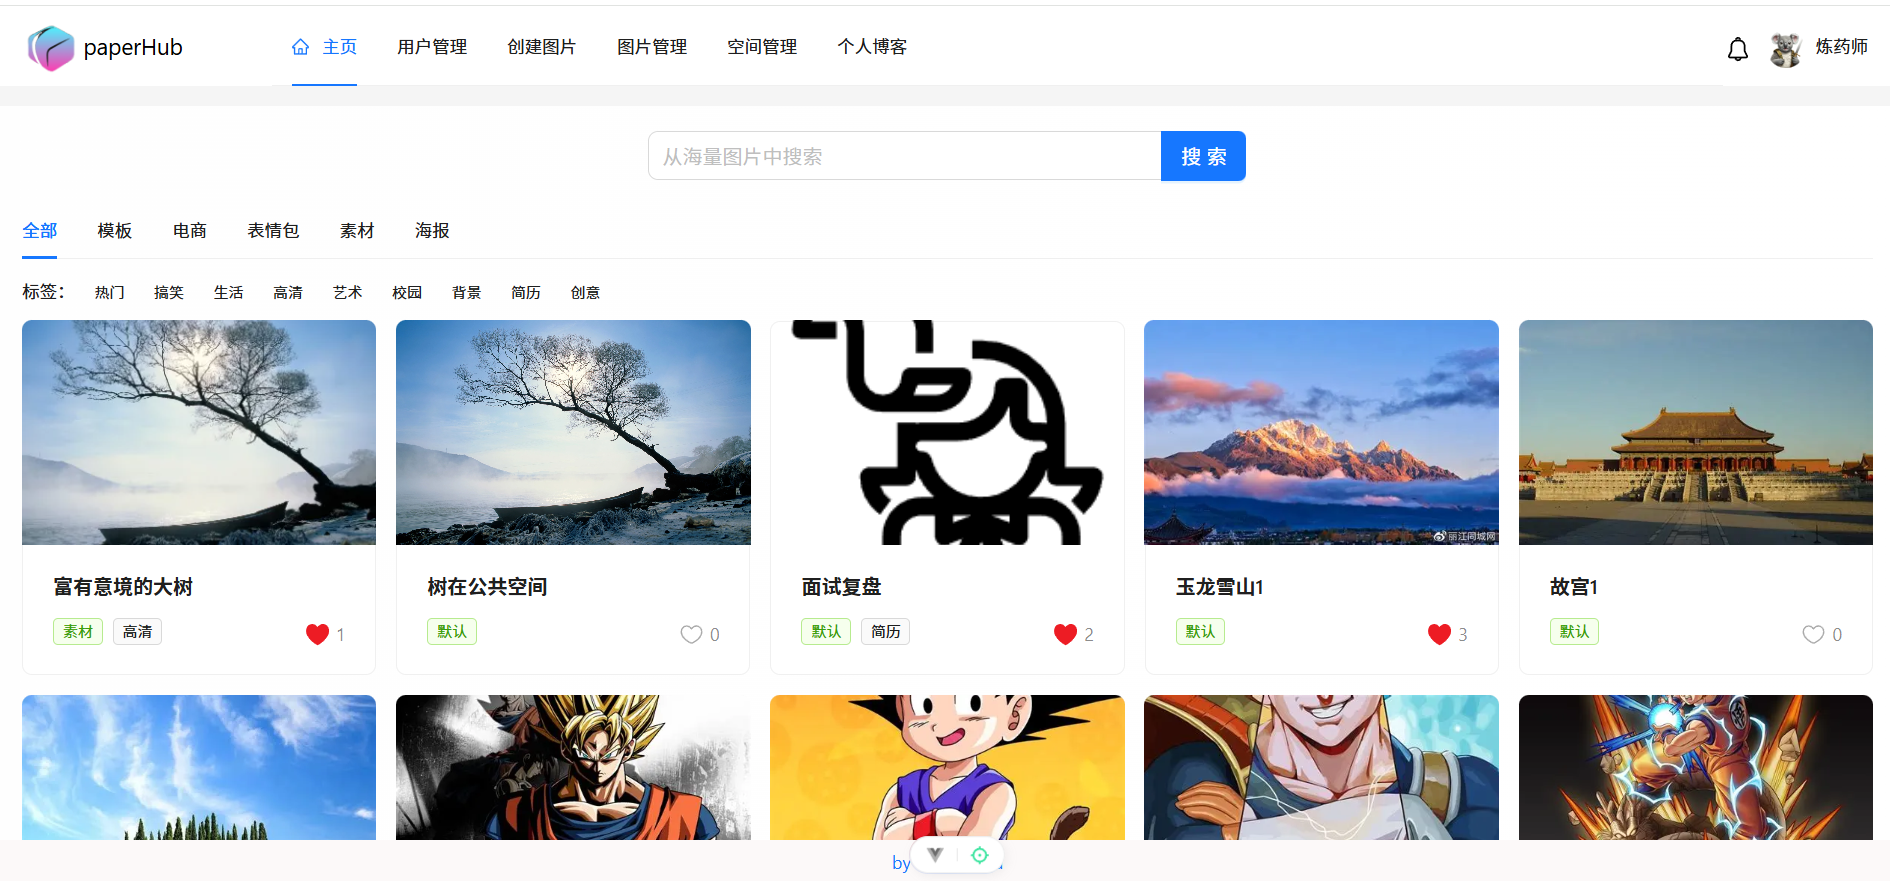 paperHub 主页 用户管理 创建图片 图片管理 空间管理 个人博客 炼药师
从海量图片中搜索 搜 索
全部 模板 电商 表情包 素材 海报
标签： 热门 搞笑 生活 高清 艺术 校园 背景 简历 创意
丽江同城网
富有意境的大树 树在公共空间 面试复盘 玉龙雪山1 故宫1
素材 高清 1 默认 0 默认 简历 2 默认 3 默认 0
by